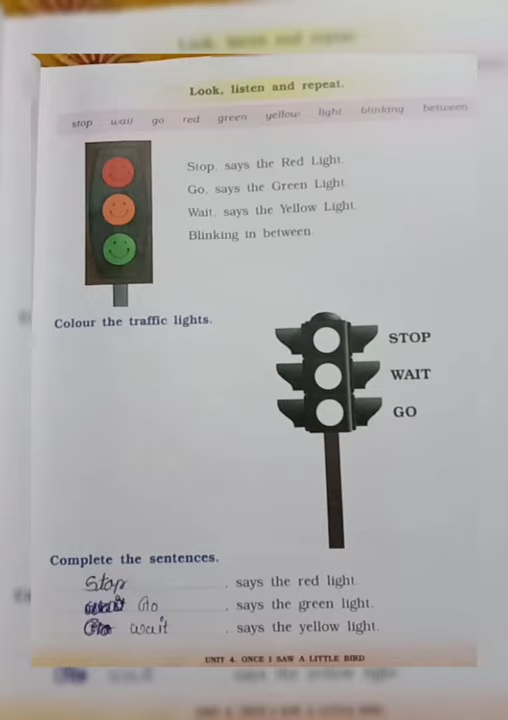 Look, listen and repeat.
stop wait go red green yellow light blinking between
Stop, says the Red Light.
Go, says the Green Light.
Wait, says the Yellow Light.
Blinking in between.
Colour the traffic lights.
STOP
WAIT
GO
Complete the sentences.
Stop , says the red light.
Go , says the green light.
wait , says the yellow light.
UNIT 4. ONCE I SAW A LITTLE BIRD